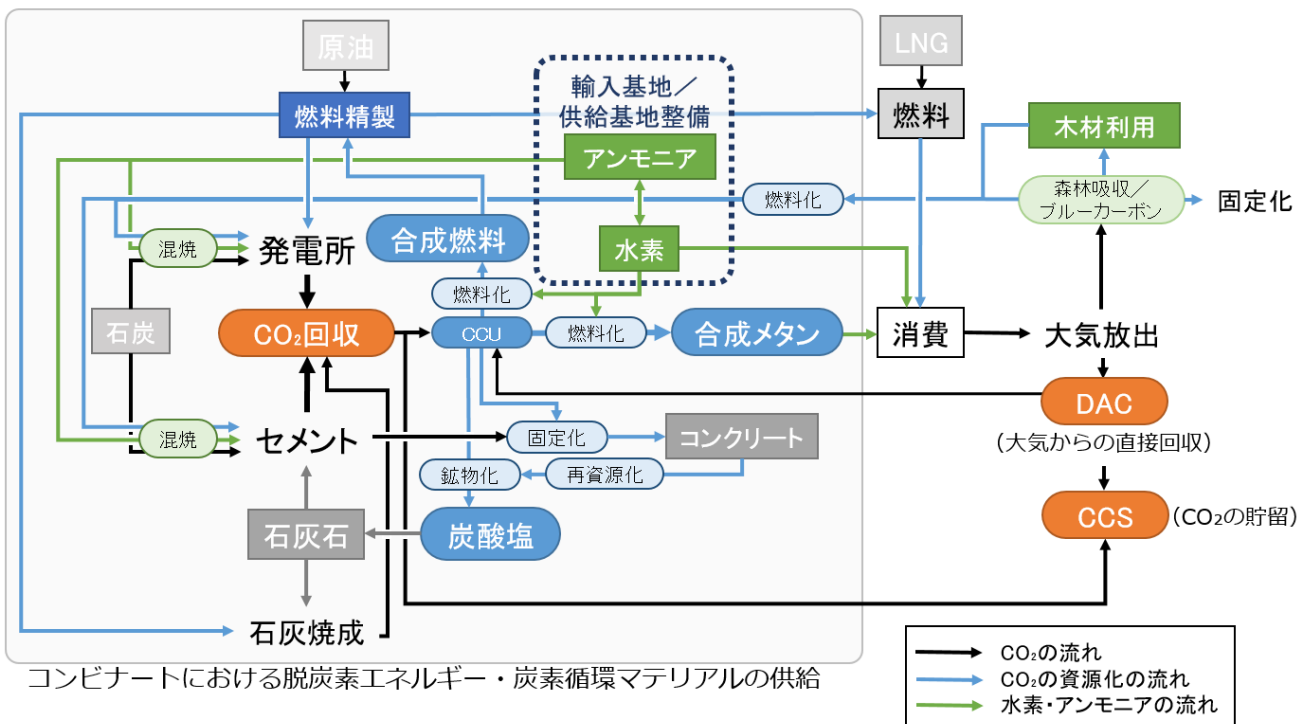 原油
LNG
輸入基地／
供給基地整備
燃料精製
燃料
木材利用
アンモニア
森林吸収／
ブルーカーボン
燃料化
固定化
混焼
発電所
合成燃料
水素
燃料化
石炭
CO₂回収
CCU
燃料化
合成メタン
消費
大気放出
DAC
(大気からの直接回収)
混焼
セメント
固定化
コンクリート
鉱物化
再資源化
石灰石
炭酸塩
CCS
(CO₂の貯留)
石灰焼成
コンビナートにおける脱炭素エネルギー・炭素循環マテリアルの供給
CO₂の流れ
CO₂の資源化の流れ
水素・アンモニアの流れ